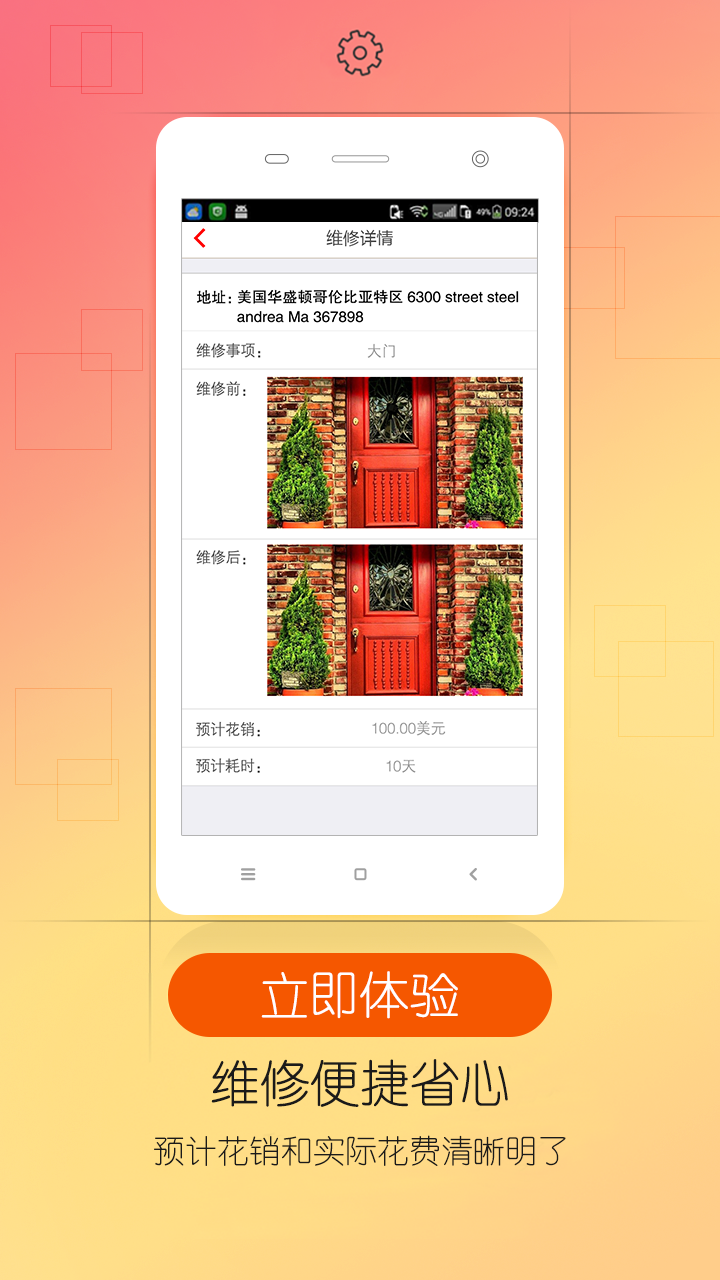 49% 09:24
维修详情
地址：美国华盛顿哥伦比亚特区 6300 street steel
andrea Ma 367898
维修事项： 大门
维修前：
维修后：
预计花销： 100.00美元
预计耗时： 10天
立即体验
维修便捷省心
预计花销和实际花费清晰明了